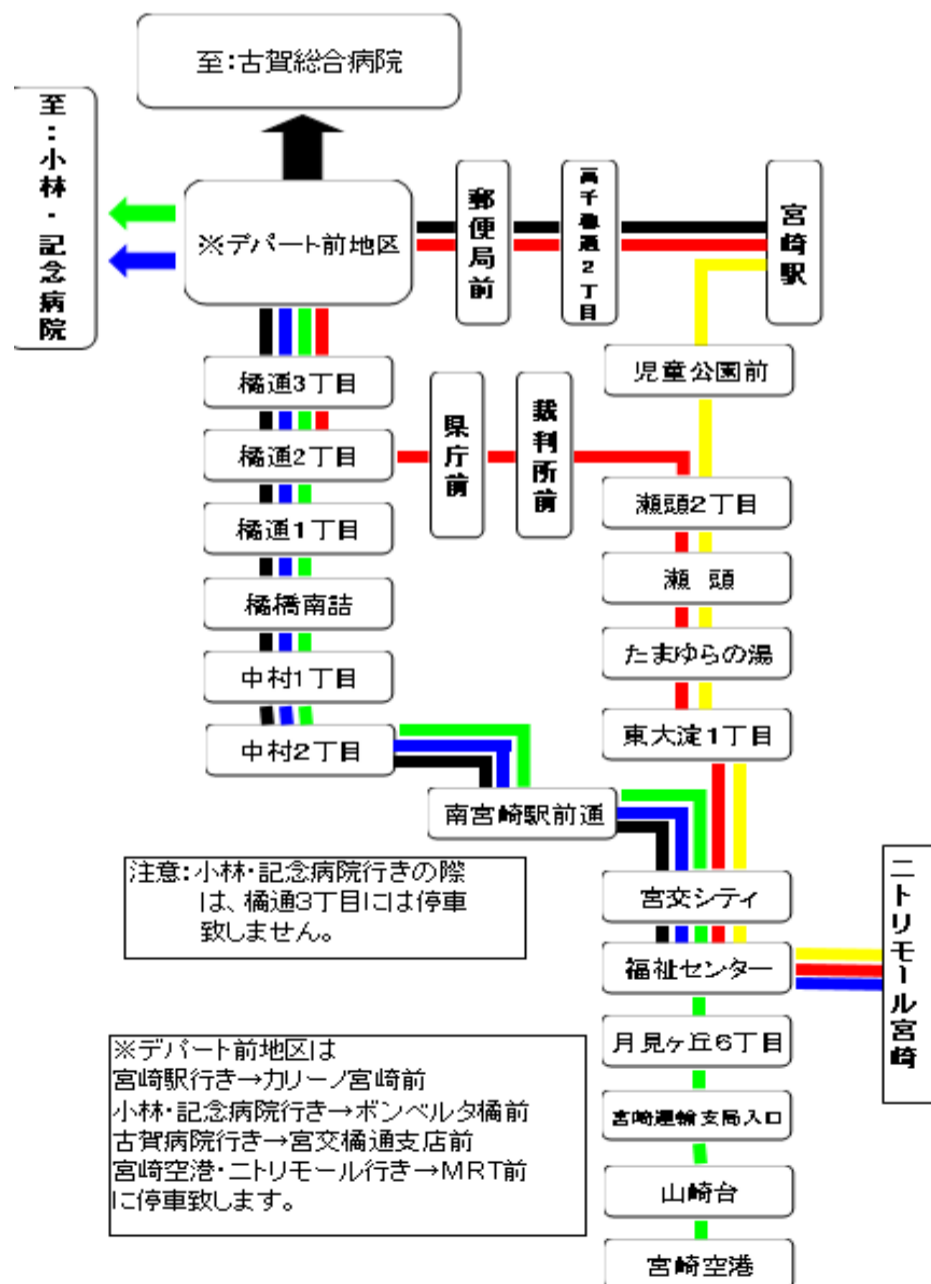 至:古賀総合病院
至:小林・記念病院
※デパート前地区
郵便局前
高千穂通2丁目
宮崎駅
児童公園前
橘通3丁目
橘通2丁目
県庁前
裁判所前
瀬頭2丁目
橘通1丁目
瀬 頭
橘橋南詰
たまゆらの湯
中村1丁目
東大淀1丁目
中村2丁目
南宮崎駅前通
宮交シティ
福祉センター
ニトリモール宮崎
月見ヶ丘6丁目
宮崎運輸支局入口
山崎台
宮崎空港
注意:小林・記念病院行きの際
は、橘通3丁目には停車
致しません。
※デパート前地区は
宮崎駅行き→カリーノ宮崎前
小林・記念病院行き→ボンベルタ橘前
古賀病院行き→宮交橘通支店前
宮崎空港・ニトリモール行き→MRT前
に停車致します。